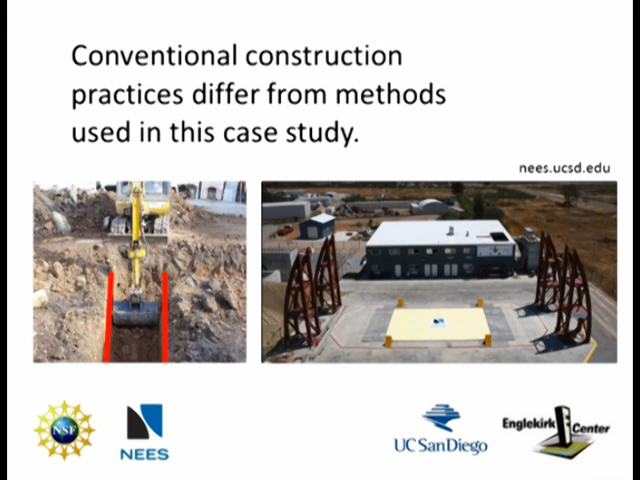 Conventional construction
practices differ from methods
used in this case study.
nees.ucsd.edu
NSF
NEES
UC San Diego
Englekirk Center